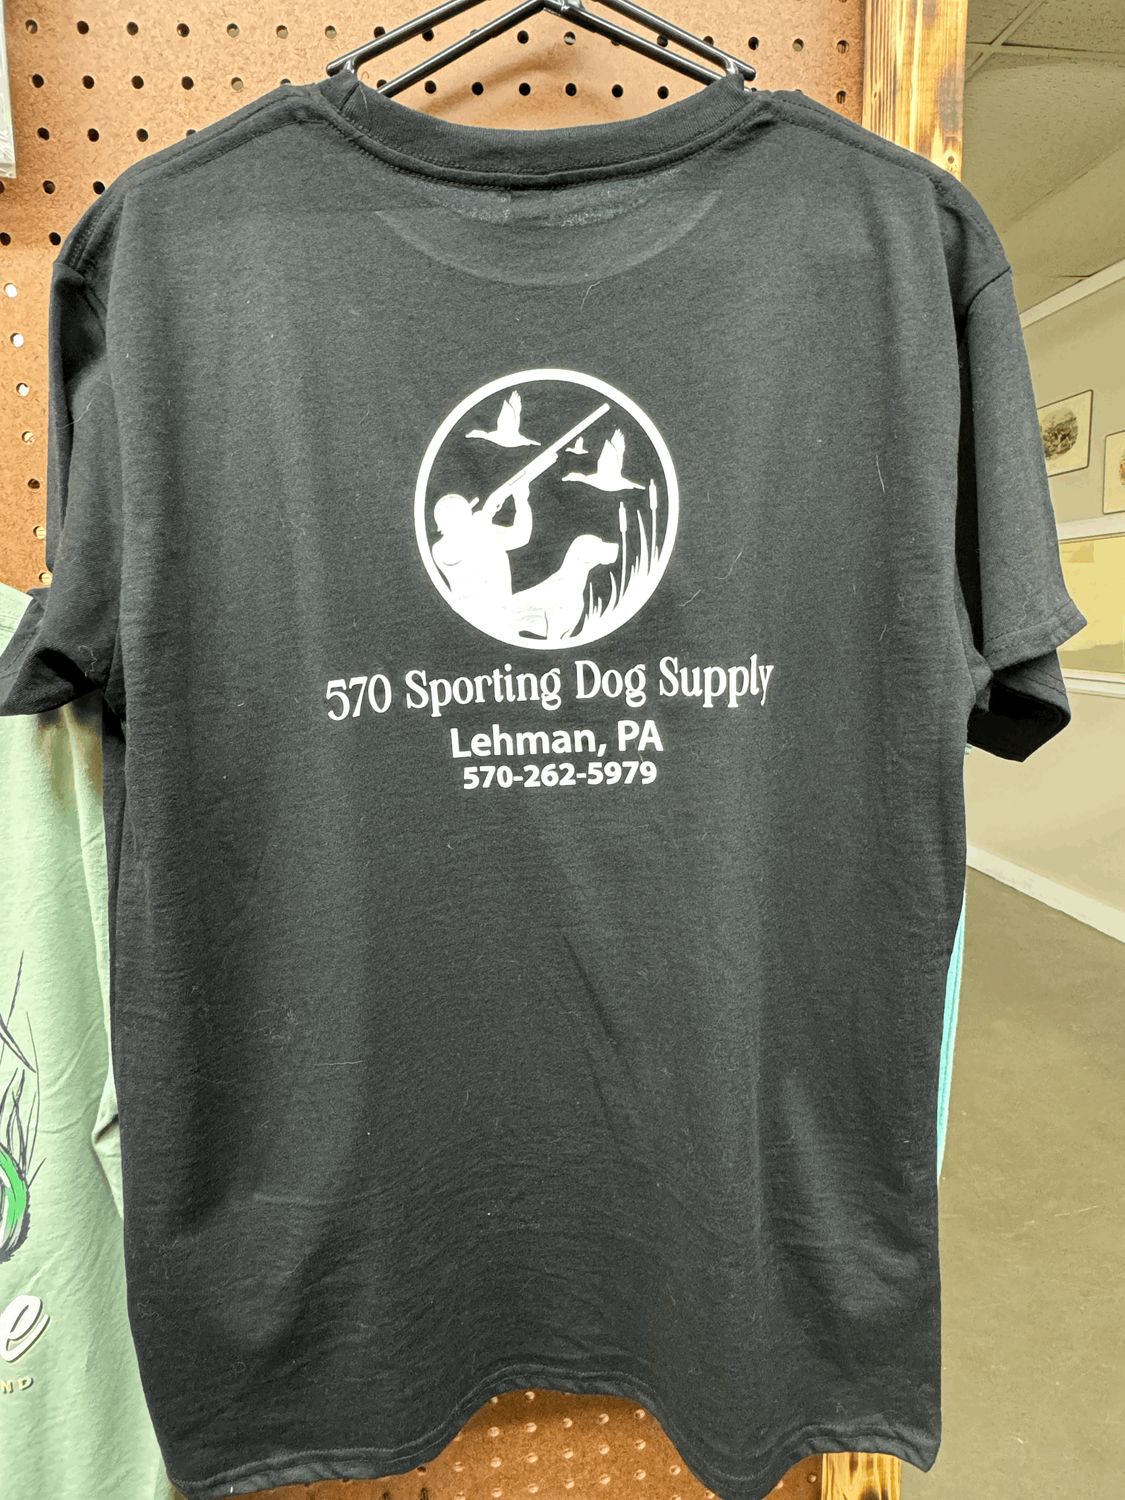 570 Sporting Dog Supply
Lehman, PA
570-262-5979